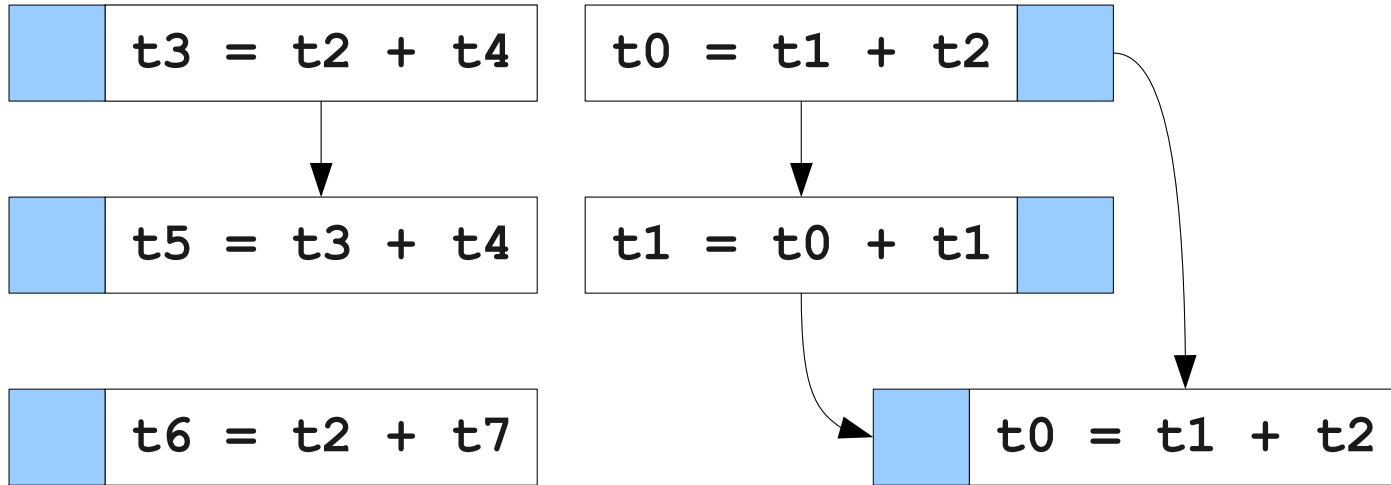 t3 = t2 + t4
t0 = t1 + t2
t5 = t3 + t4
t1 = t0 + t1
t6 = t2 + t7
t0 = t1 + t2